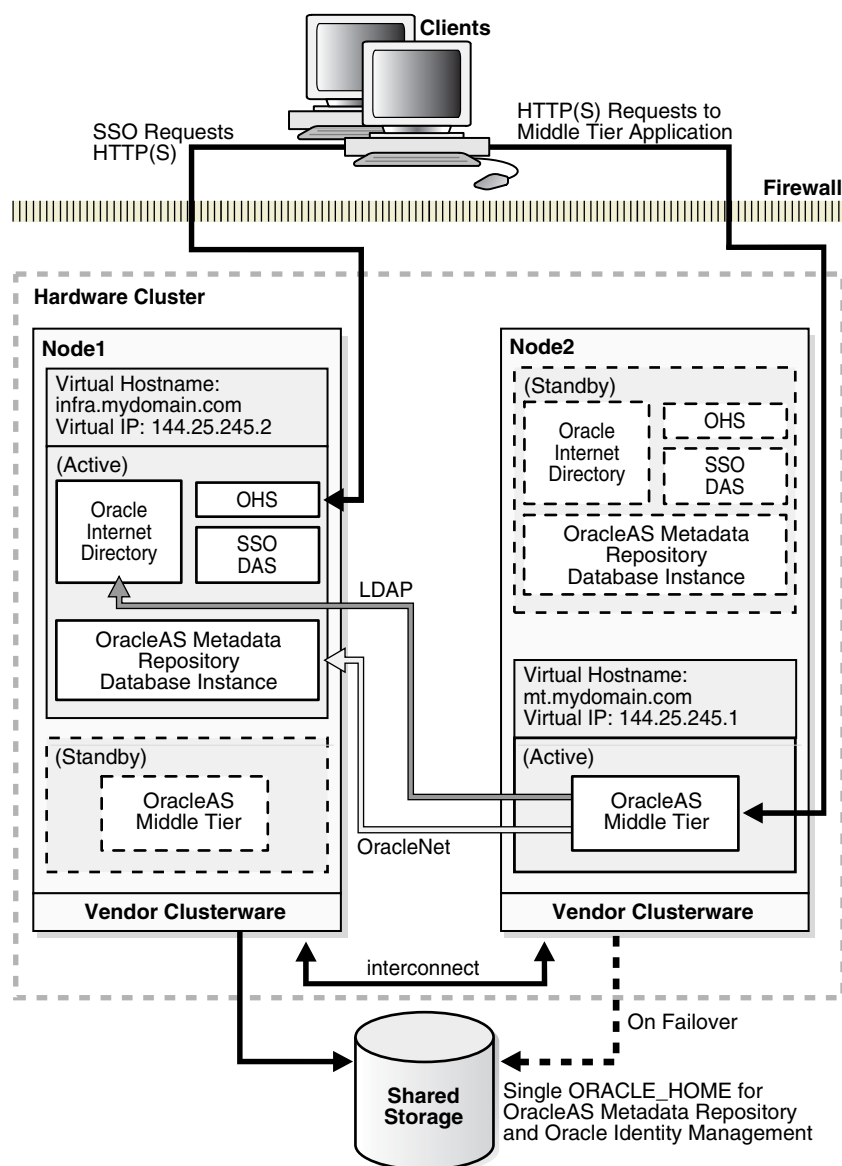 Clients
SSO Requests
HTTP(S)
HTTP(S) Requests to
Middle Tier Application
Firewall
Hardware Cluster
Node1
Virtual Hostname:
infra.mydomain.com
Virtual IP: 144.25.245.2
(Active)
Oracle
Internet
Directory
OHS
SSO
DAS
OracleAS Metadata
Repository
Database Instance
(Standby)
OracleAS
Middle Tier
Vendor Clusterware
LDAP
OracleNet
Node2
(Standby)
Oracle
Internet
Directory
OHS
SSO
DAS
OracleAS Metadata
Repository
Database Instance
Virtual Hostname:
mt.mydomain.com
Virtual IP: 144.25.245.1
(Active)
OracleAS
Middle Tier
Vendor Clusterware
interconnect
On Failover
Shared
Storage
Single ORACLE_HOME for
OracleAS Metadata Repository
and Oracle Identity Management